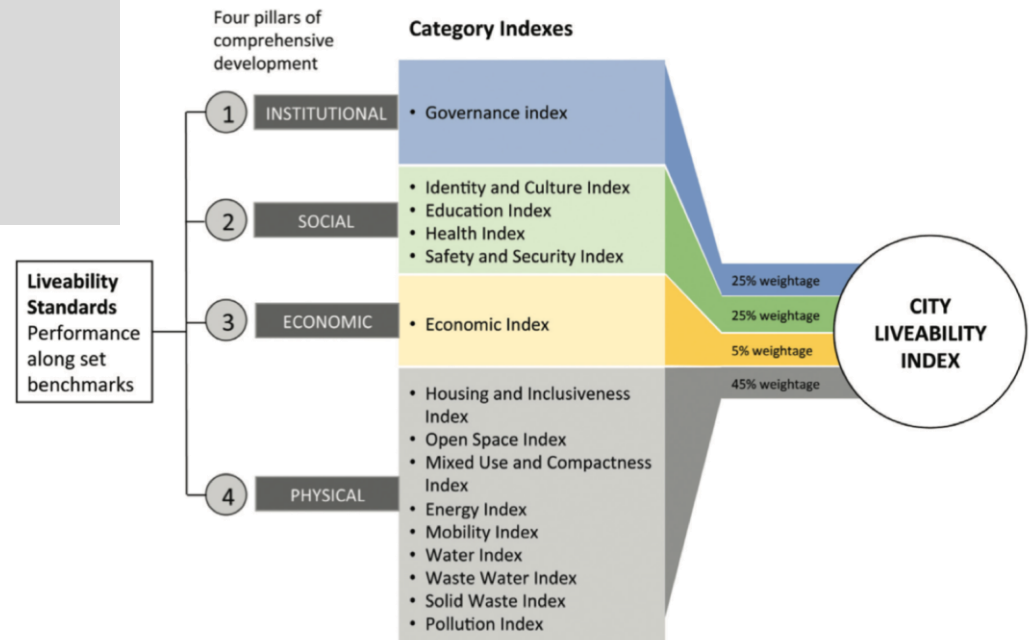 Four pillars of
comprehensive
development
Category Indexes
Liveability
Standards
Performance
along set
benchmarks
1
INSTITUTIONAL
• Governance index
2
SOCIAL
• Identity and Culture Index
• Education Index
• Health Index
• Safety and Security Index
3
ECONOMIC
• Economic Index
4
PHYSICAL
• Housing and Inclusiveness
Index
• Open Space Index
• Mixed Use and Compactness
Index
• Energy Index
• Mobility Index
• Water Index
• Waste Water Index
• Solid Waste Index
• Pollution Index
25% weightage
25% weightage
5% weightage
45% weightage
CITY
LIVEABILITY
INDEX